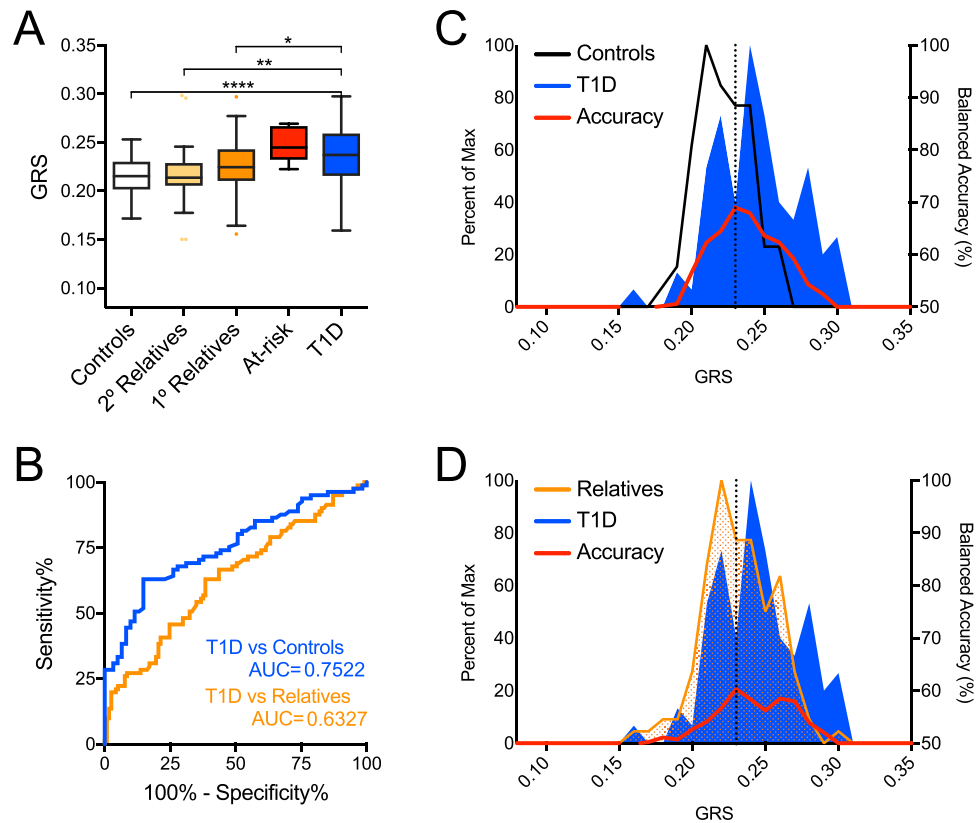 A
0.35
0.30
0.25
0.20
0.15
0.10
GRS
*
**
****
Controls
2º Relatives
1º Relatives
At-risk
T1D
C
Controls
T1D
Accuracy
100
80
60
40
20
0
Percent of Max
100
90
80
70
60
50
Balanced Accuracy (%)
0.10
0.15
0.20
0.25
0.30
0.35
GRS
B
100
75
50
25
0
Sensitivity%
T1D vs Controls
AUC=0.7522
T1D vs Relatives
AUC=0.6327
0
25
50
75
100
100% - Specificity%
D
Relatives
T1D
Accuracy
100
80
60
40
20
0
Percent of Max
100
90
80
70
60
50
Balanced Accuracy (%)
0.10
0.15
0.20
0.25
0.30
0.35
GRS